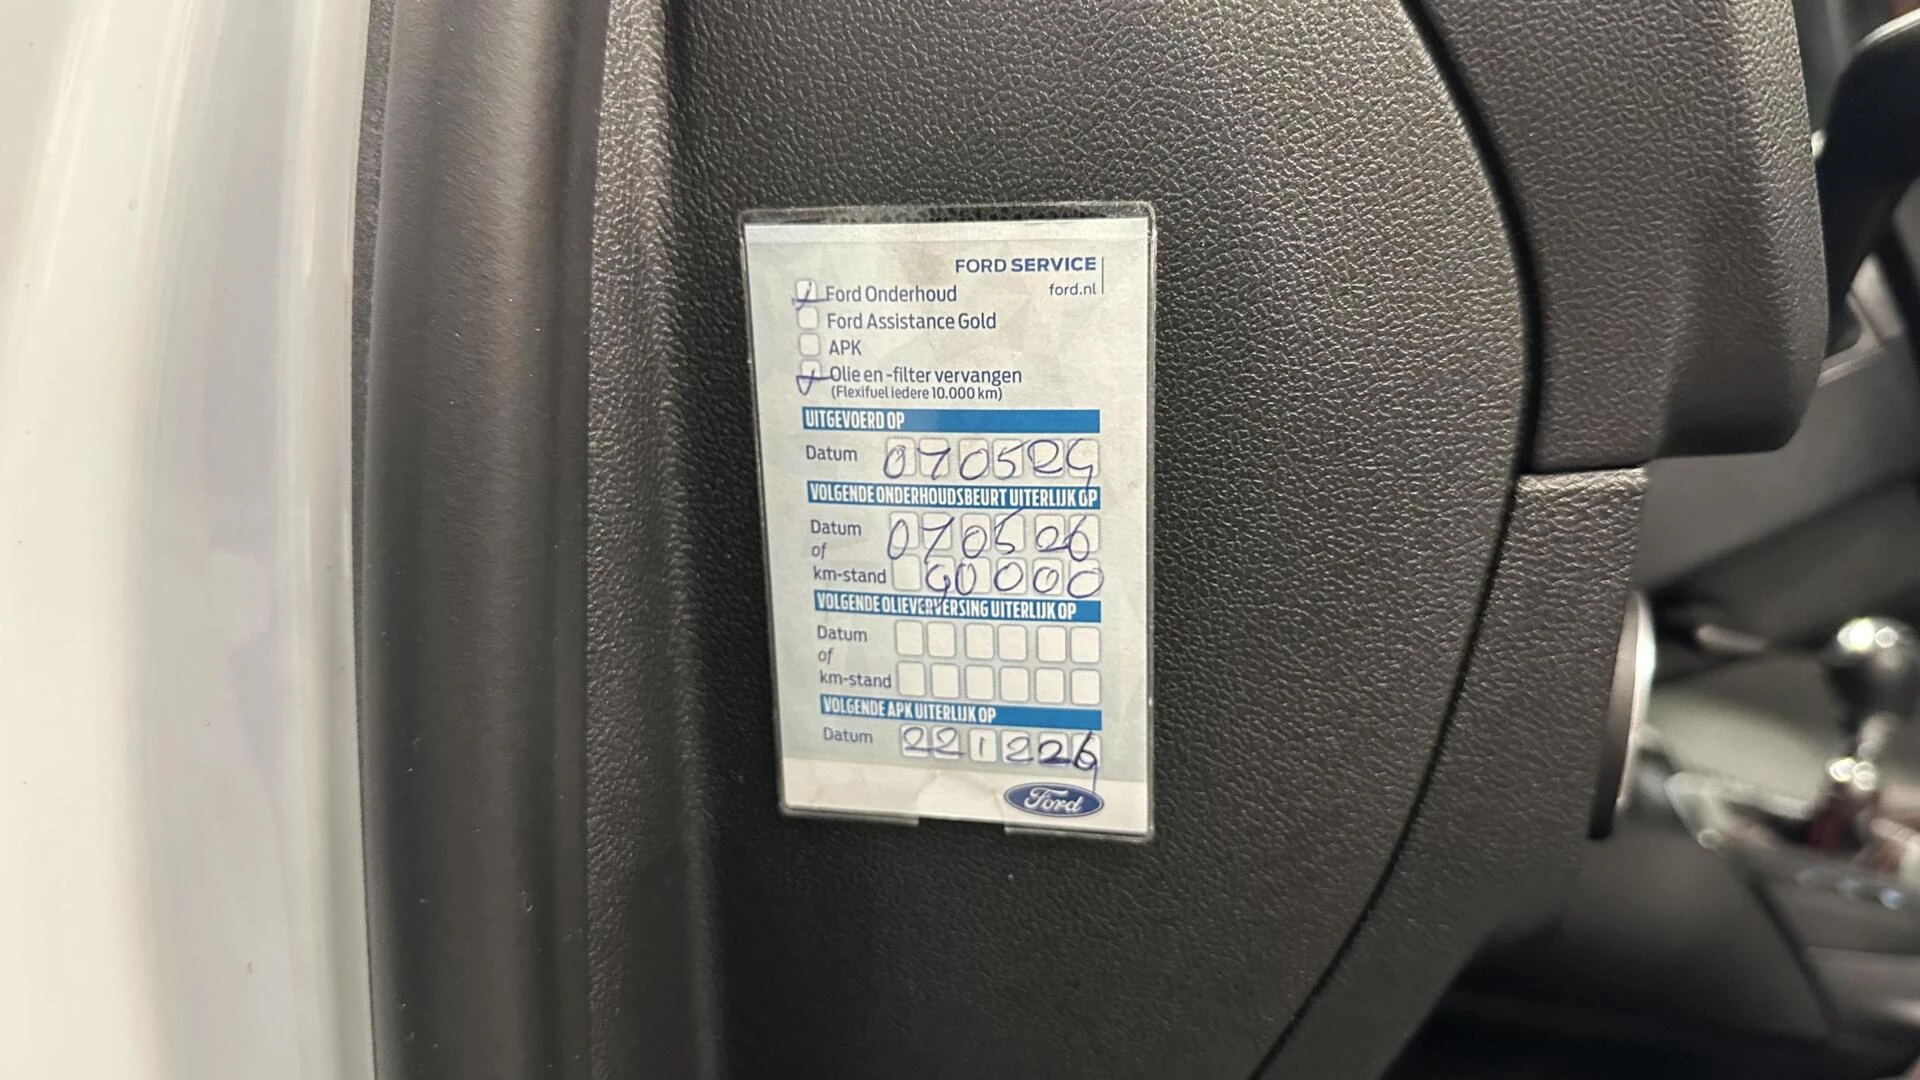 FORD SERVICE
ford.nl
Ford Onderhoud
Ford Assistance Gold
APK
Olie en -filter vervangen
(Flexifuel iedere 10.000 km)
UITGEVOERD OP
Datum 070524
VOLGENDE ONDERHOUDSBEURT UITERLIJK OP
Datum 070526
of
km-stand 90000
VOLGENDE OLIEVERVERSING UITERLIJK OP
Datum
of
km-stand
VOLGENDE APK UITERLIJK OP
Datum 221226
Ford